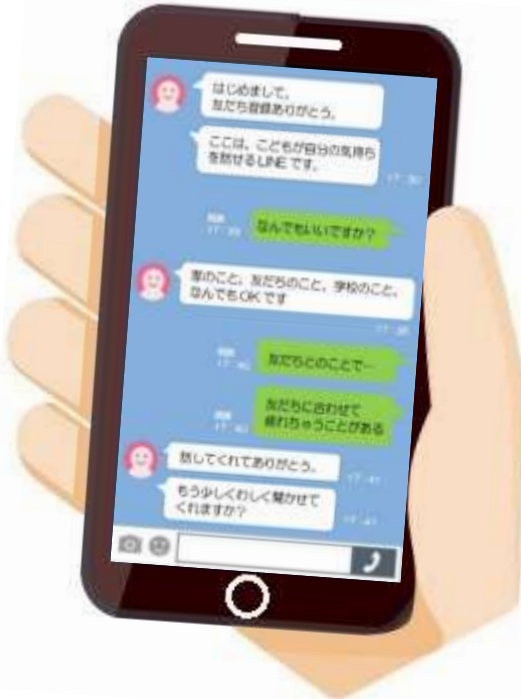 はじめまして。
友だち登録ありがとう。
ここは、こどもが自分の気持ち
を話せるLINEです。
なんでもいいですか？
家のこと、友だちのこと、学校のこと、
なんでもOKです
友だちとのことで…
友だちに合わせて
疲れちゃうことがある
話してくれてありがとう。
もう少しくわしく聞かせて
くれますか？